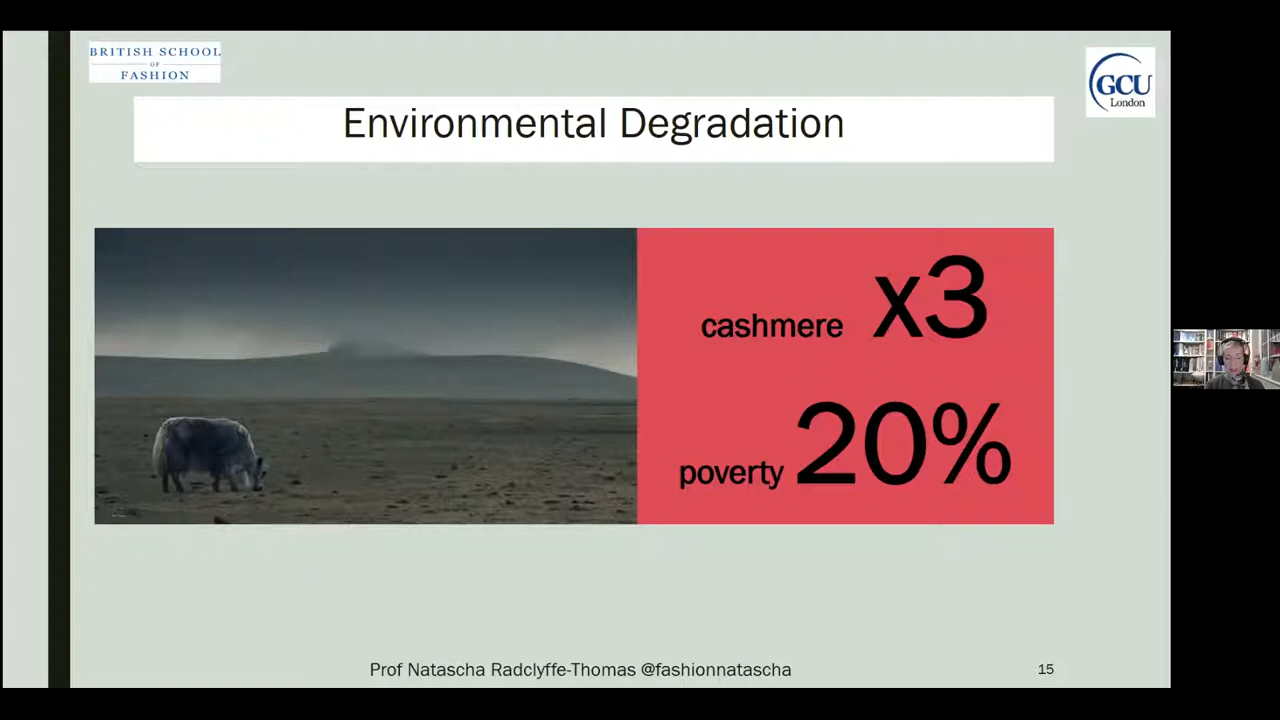 BRITISH SCHOOL
OF
FASHION
GCU
London
Environmental Degradation
cashmere x3
poverty 20%
Prof Natascha Radclyffe-Thomas @fashionnatascha
15